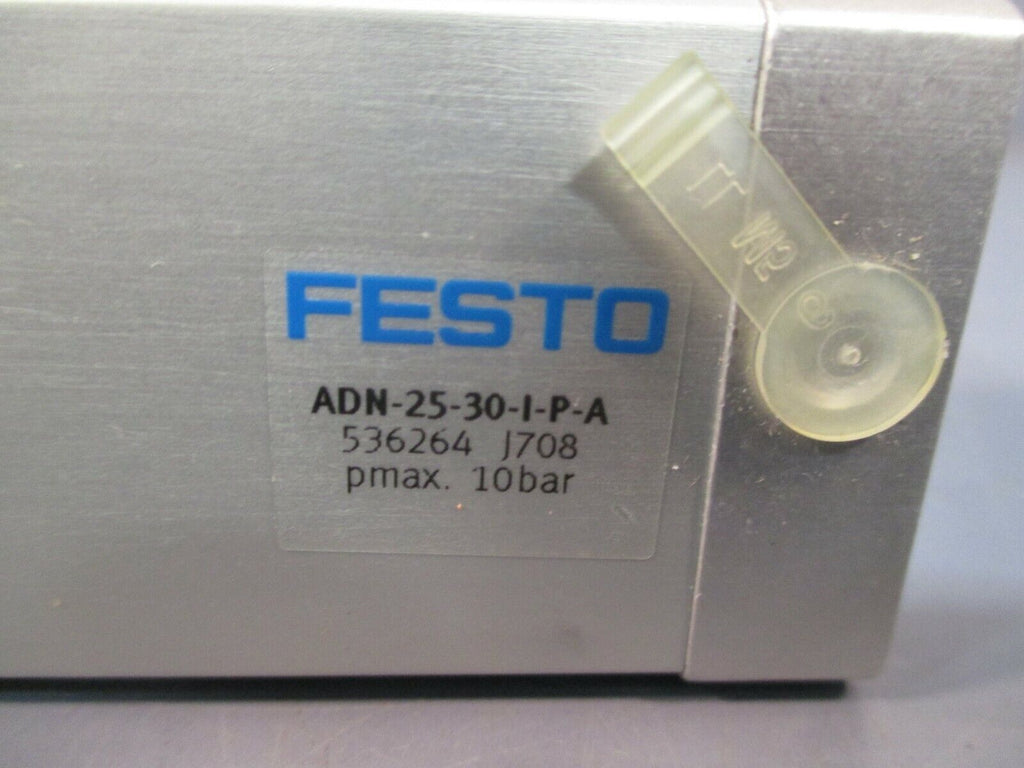 FESTO
ADN-25-30-I-P-A
536264 J708
pmax. 10bar